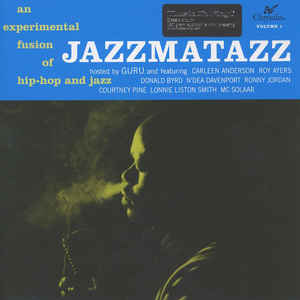 an
experimental
fusion
of
hip-hop and jazz
JAZZMATAZZ
hosted by GURU and featuring CARLEEN ANDERSON ROY AYERS
DONALD BYRD N'DEA DAVENPORT RONNY JORDAN
COURTNEY PINE LONNIE LISTON SMITH MC SOLAAR
Chrysalis
VOLUME 1